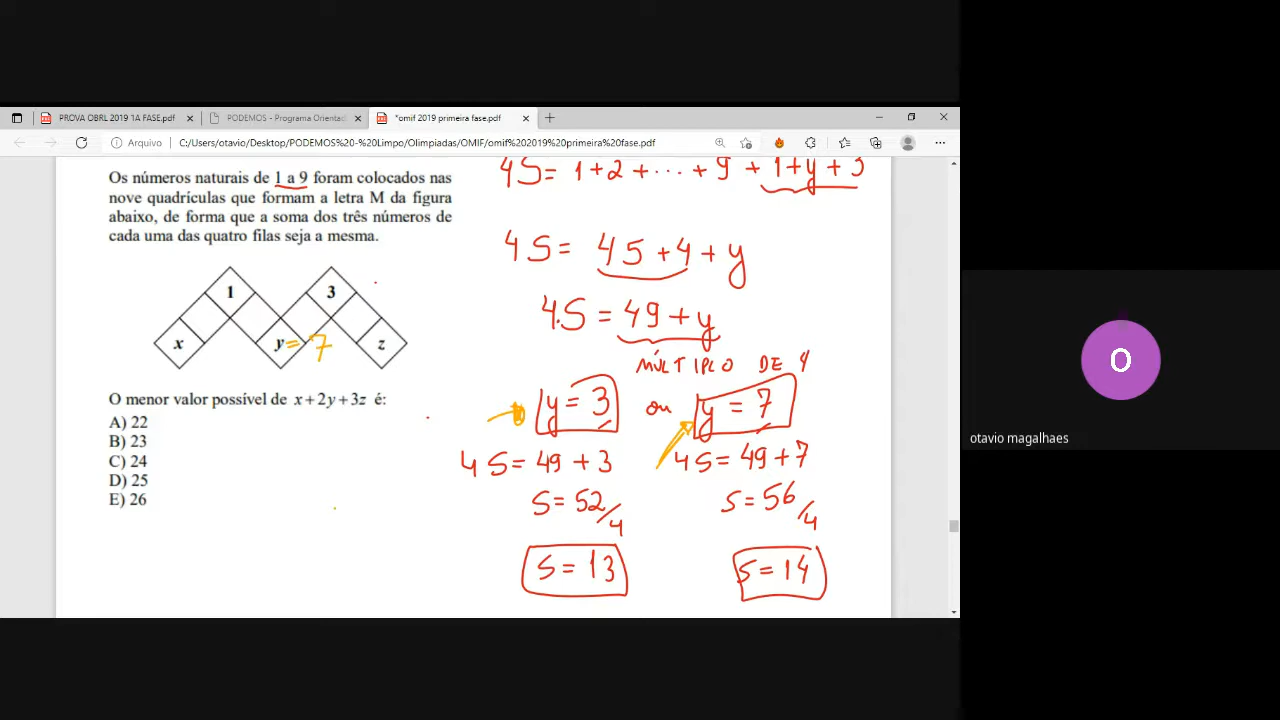 PROVA OBRL 2019 1A FASE.pdf
PODEMOS - Programa Orientad
*omif 2019 primeira fase.pdf
Arquivo C:/Users/otavio/Desktop/PODEMOS%20-%20Limpo/Olimpiadas/OMIF/omif%202019%20primeira%20fase.pdf
Os números naturais de 1 a 9 foram colocados nas
nove quadrículas que formam a letra M da figura
abaixo, de forma que a soma dos três números de
cada uma das quatro filas seja a mesma.
1 3
x y = 7 z
O menor valor possível de x+2y+3z é:
A) 22
B) 23
C) 24
D) 25
E) 26
4S = 1+2+...+9 + 1+y+3
4S = 45+4+y
4.S = 49+y
MÚLTIPLO DE 4
y = 3 ou y = 7
4S = 49+3 4S = 49+7
S = 52/4 S = 56/4
S = 13 S = 14
O
otavio magalhaes